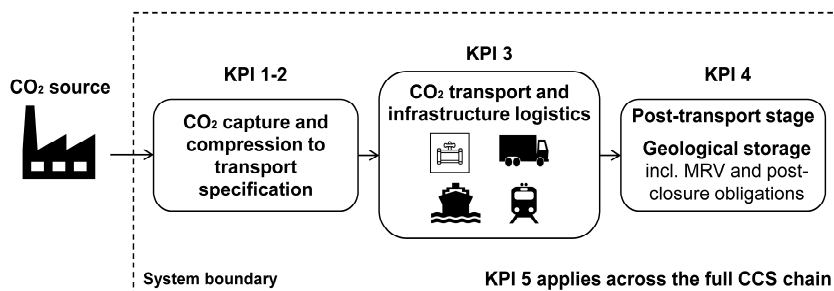 CO₂ source
KPI 1-2
CO₂ capture and
compression to
transport
specification
KPI 3
CO₂ transport and
infrastructure logistics
KPI 4
Post-transport stage
Geological storage
incl. MRV and post-
closure obligations
System boundary
KPI 5 applies across the full CCS chain